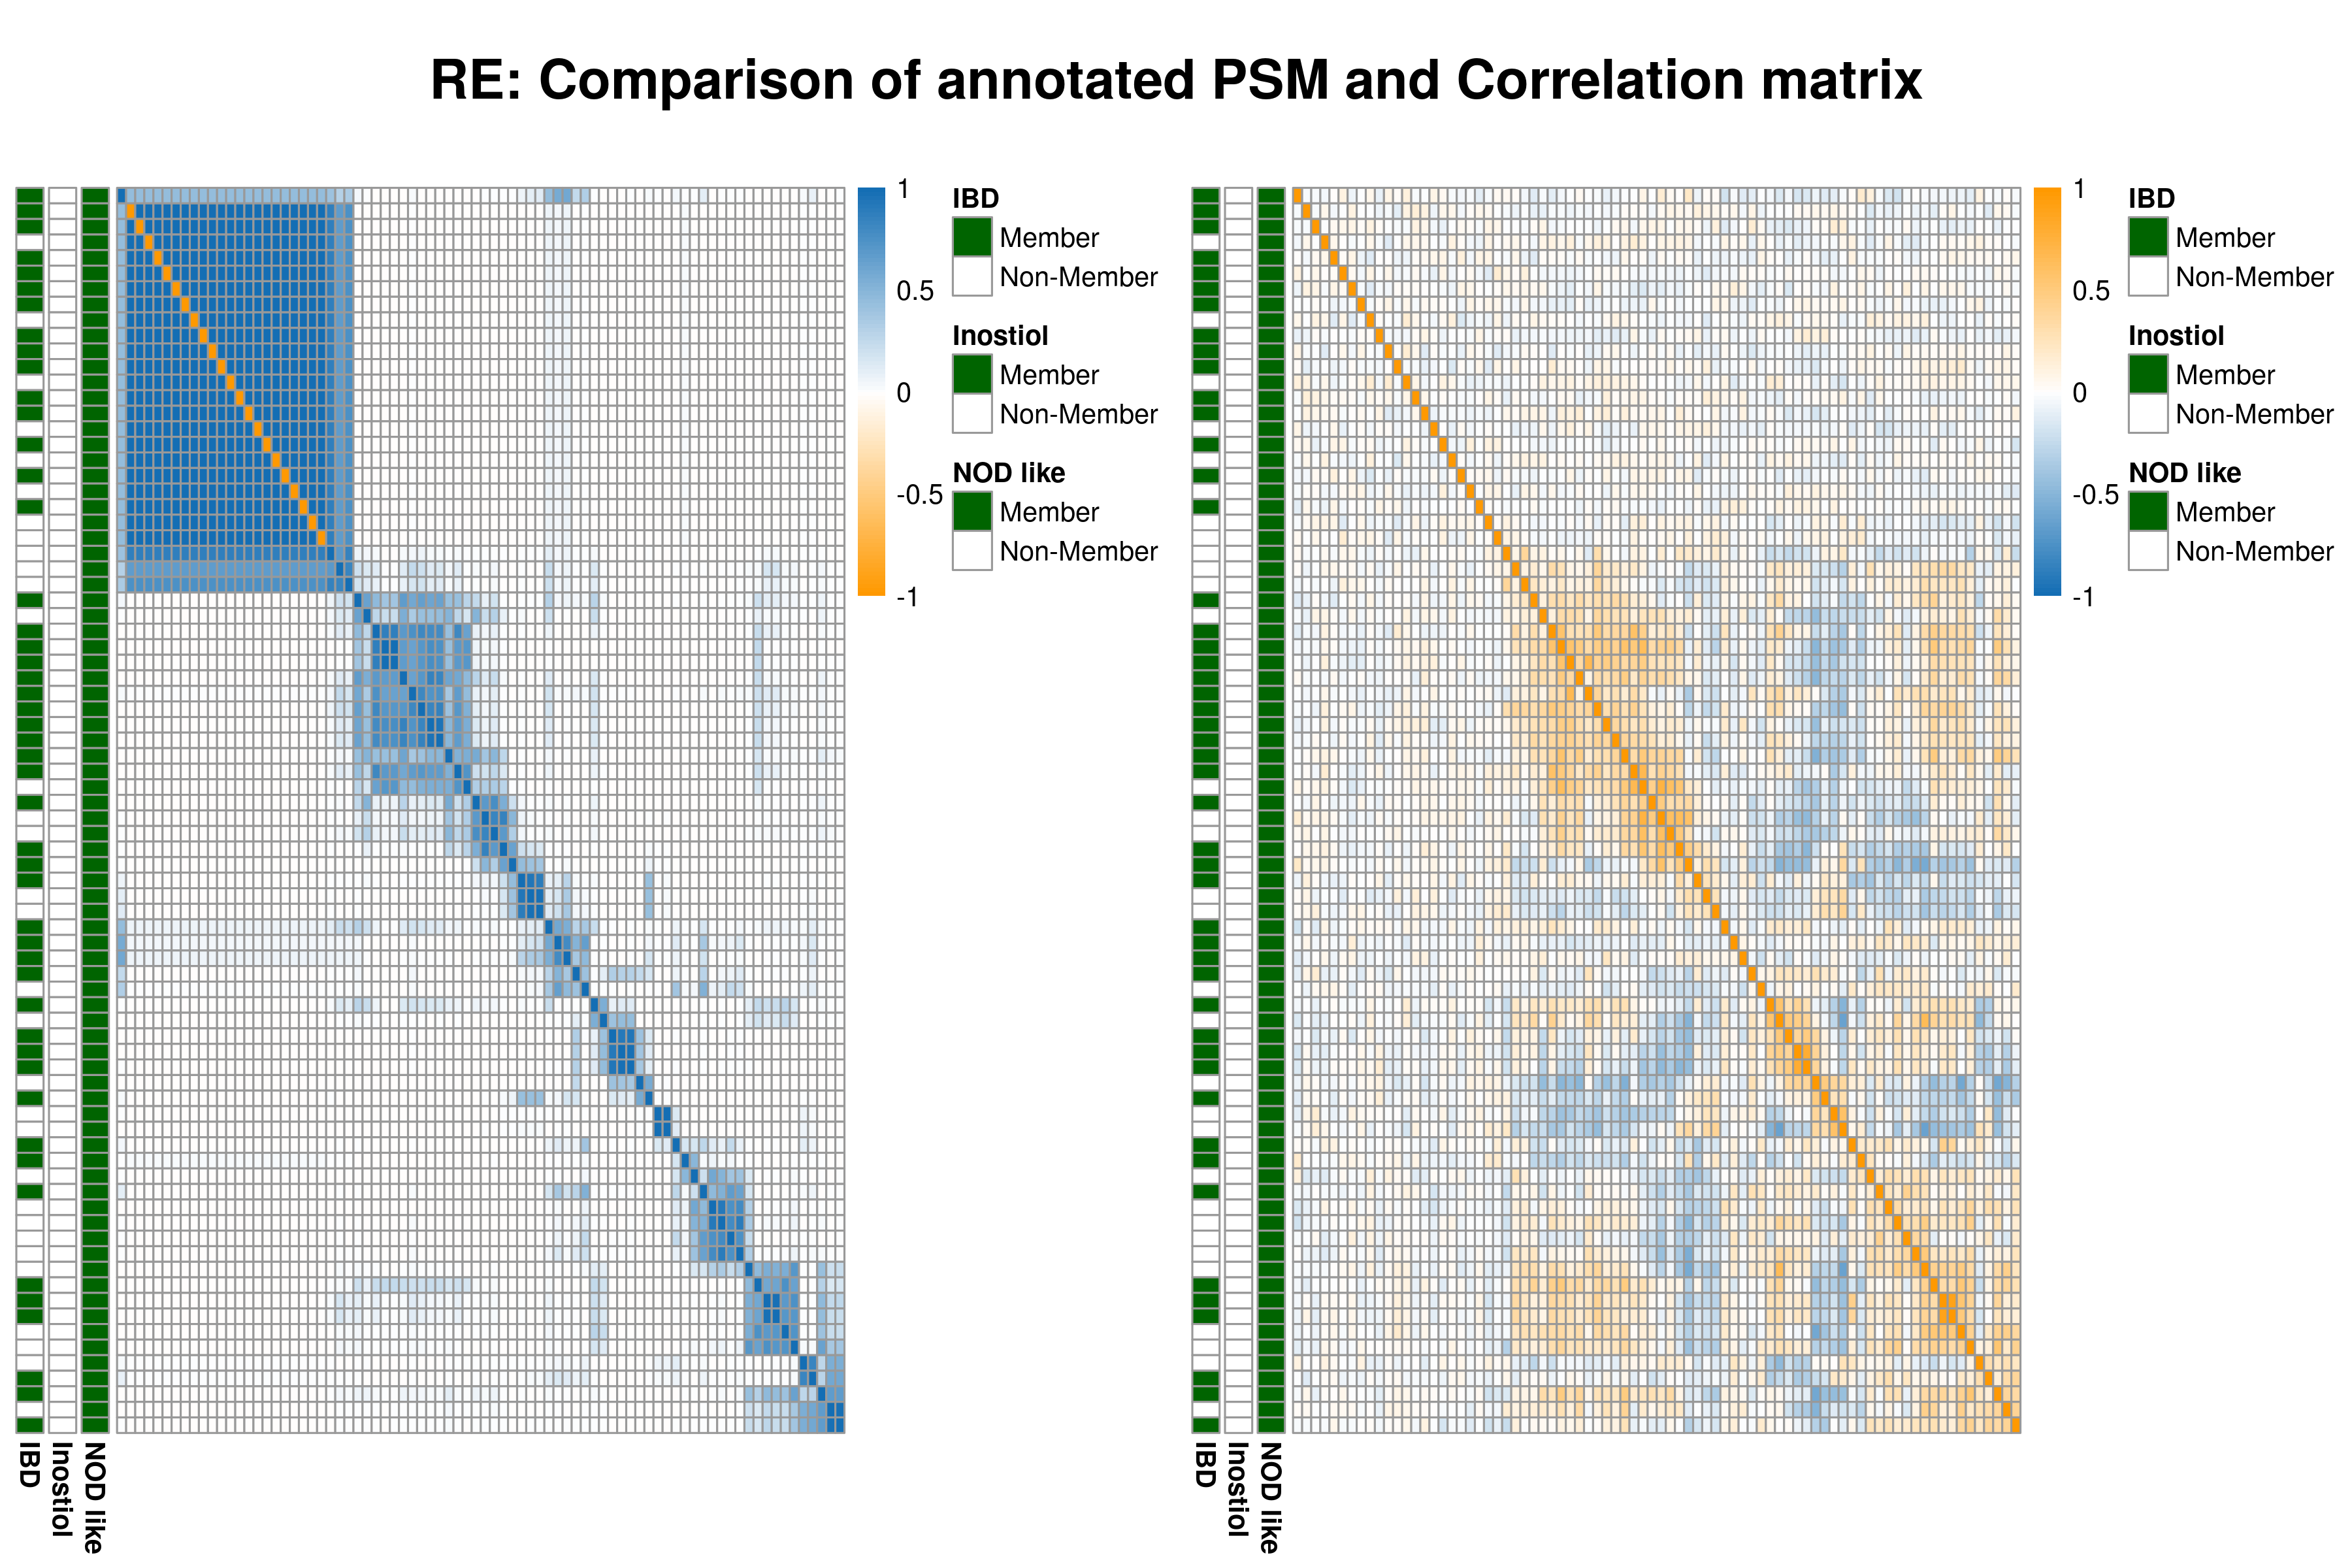 RE: Comparison of annotated PSM and Correlation matrix
1
0.5
0
-0.5
-1
IBD
Member
Non-Member
Inostiol
Member
Non-Member
NOD like
Member
Non-Member
IBD
Inostiol
NOD like
1
0.5
0
-0.5
-1
IBD
Member
Non-Member
Inostiol
Member
Non-Member
NOD like
Member
Non-Member
IBD
Inostiol
NOD like